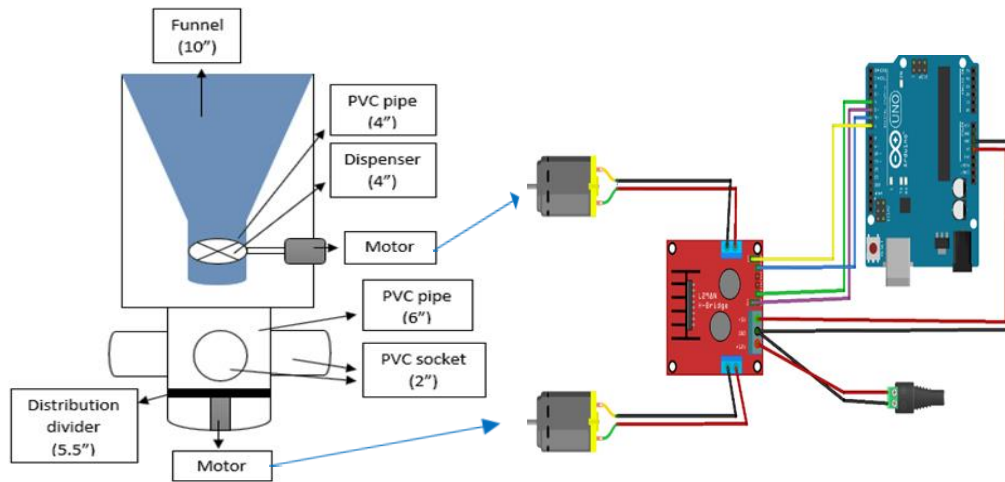 Funnel
(10”)
PVC pipe
(4”)
Dispenser
(4”)
Motor
PVC pipe
(6”)
PVC socket
(2”)
Distribution
divider
(5.5”)
Motor
L298N
H-Bridge
UNO